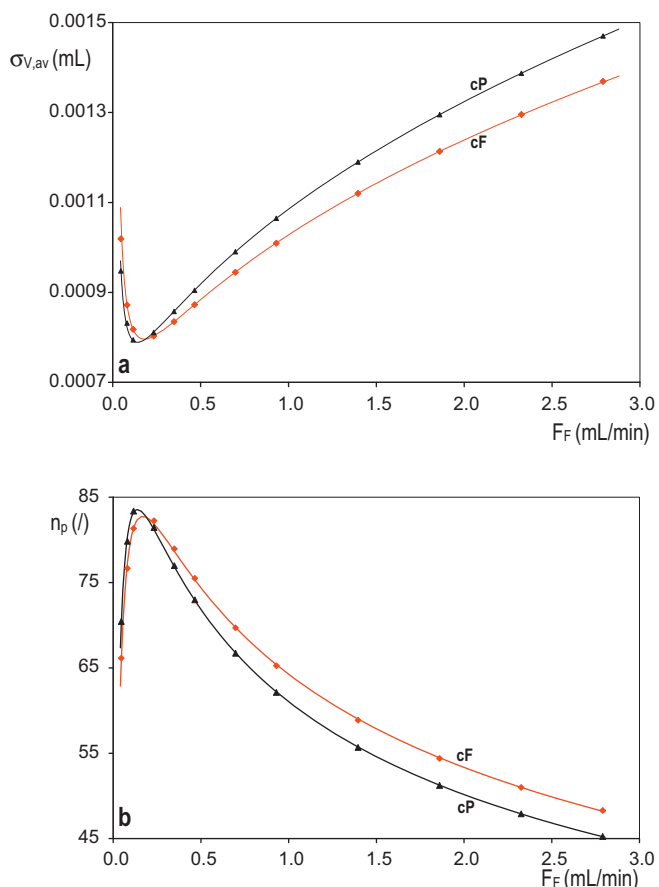 0.0015
σV,av (mL)
cP
0.0013
cF
0.0011
0.0009
a
0.0007
0.0 0.5 1.0 1.5 2.0 2.5 3.0
FF (mL/min)
85
np (/)
75
65
55
cF
cP
b
45
0.0 0.5 1.0 1.5 2.0 2.5 3.0
FF (mL/min)